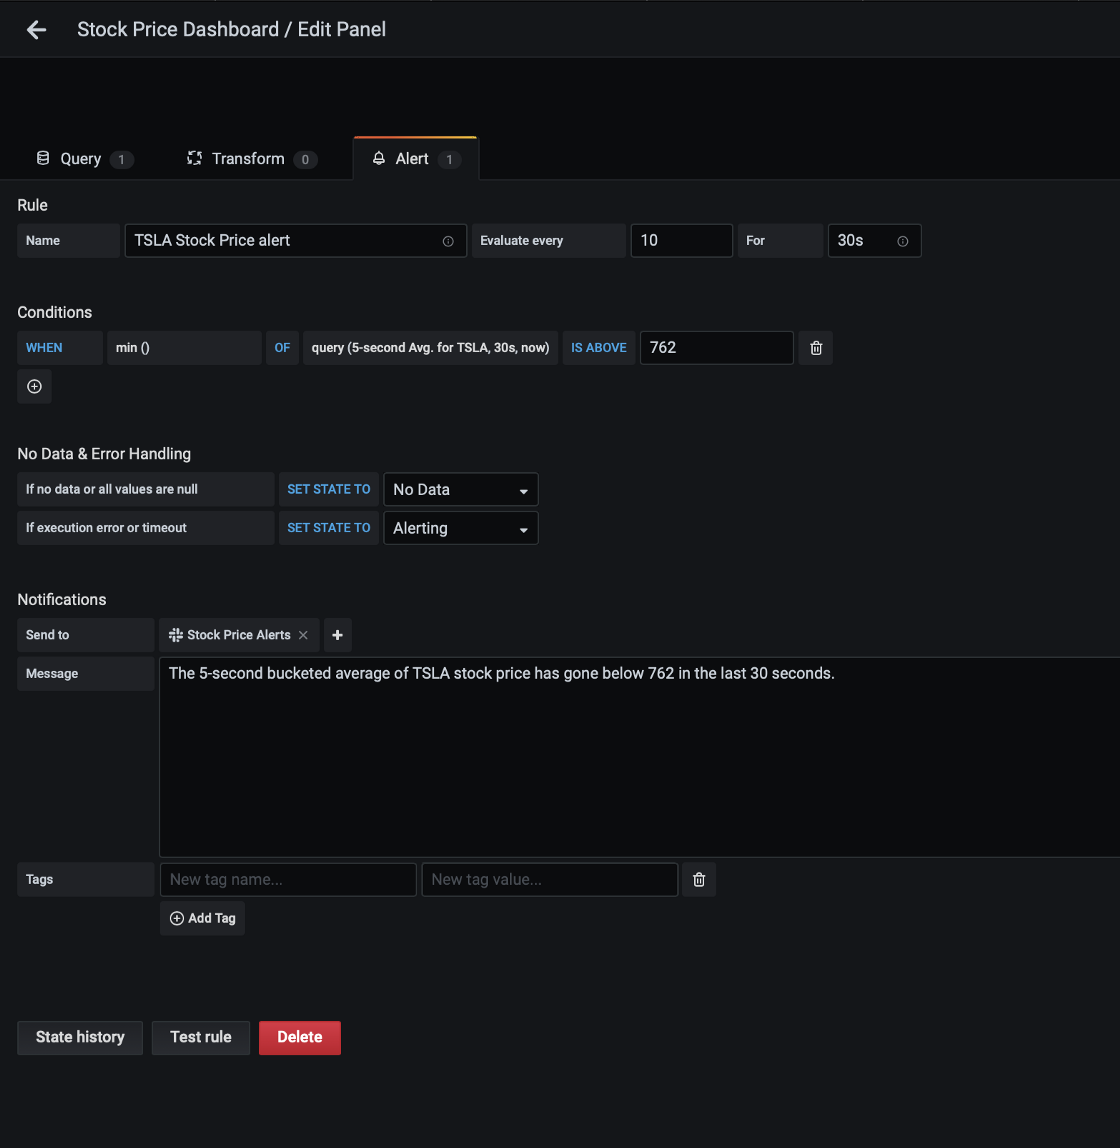 Stock Price Dashboard / Edit Panel
Query 1 Transform 0 Alert 1
Rule
Name TSLA Stock Price alert Evaluate every 10 For 30s
Conditions
WHEN min () OF query (5-second Avg. for TSLA, 30s, now) IS ABOVE 762
No Data & Error Handling
If no data or all values are null SET STATE TO No Data
If execution error or timeout SET STATE TO Alerting
Notifications
Send to Stock Price Alerts
Message The 5-second bucketed average of TSLA stock price has gone below 762 in the last 30 seconds.
Tags New tag name... New tag value...
Add Tag
State history Test rule Delete